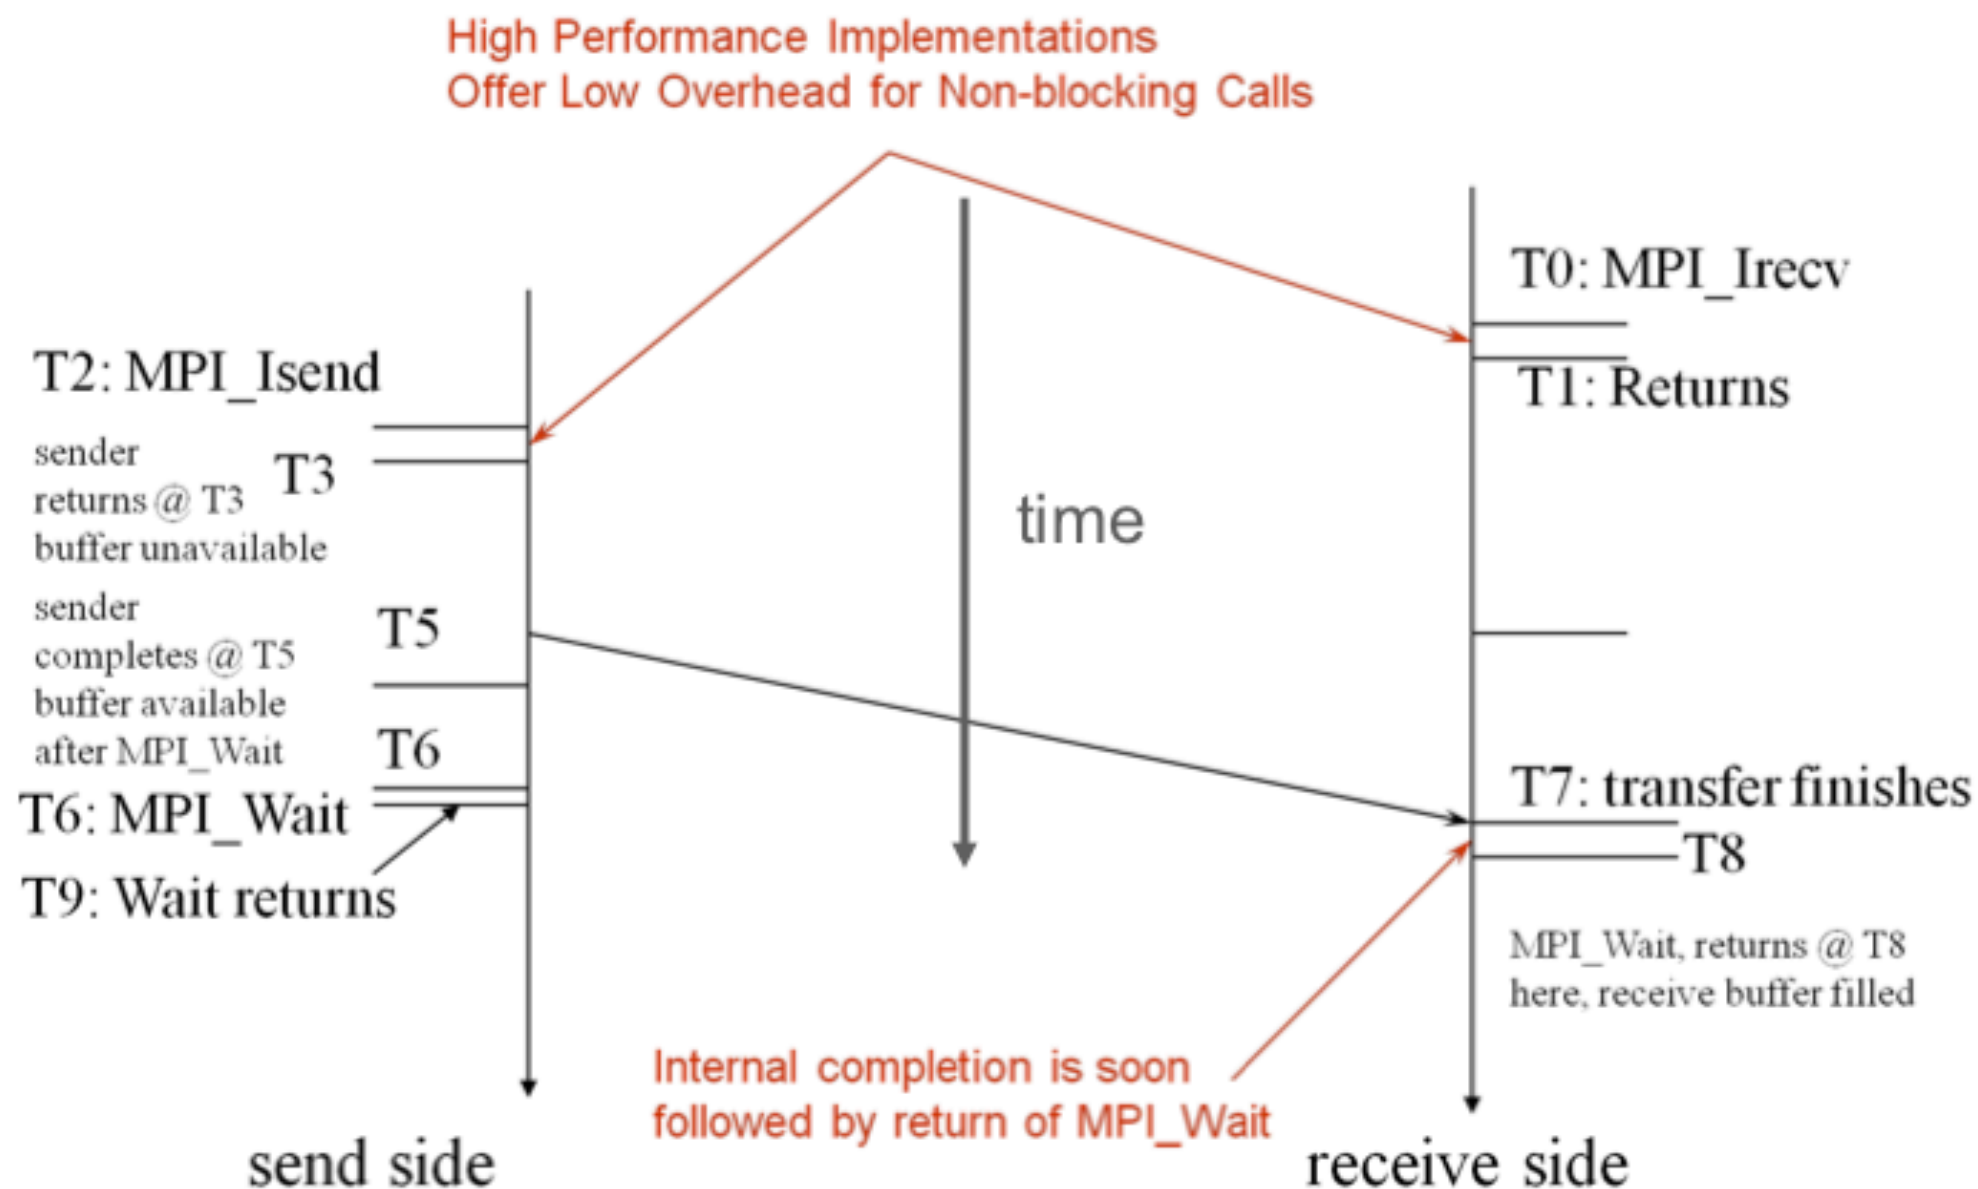 High Performance Implementations
Offer Low Overhead for Non-blocking Calls
T2: MPI_Isend
sender
returns @ T3
buffer unavailable
T3
sender
completes @ T5
buffer available
after MPI_Wait
T5
T6
T6: MPI_Wait
T9: Wait returns
send side
time
T0: MPI_Irecv
T1: Returns
T7: transfer finishes
T8
MPI_Wait, returns @ T8
here, receive buffer filled
Internal completion is soon
followed by return of MPI_Wait
receive side